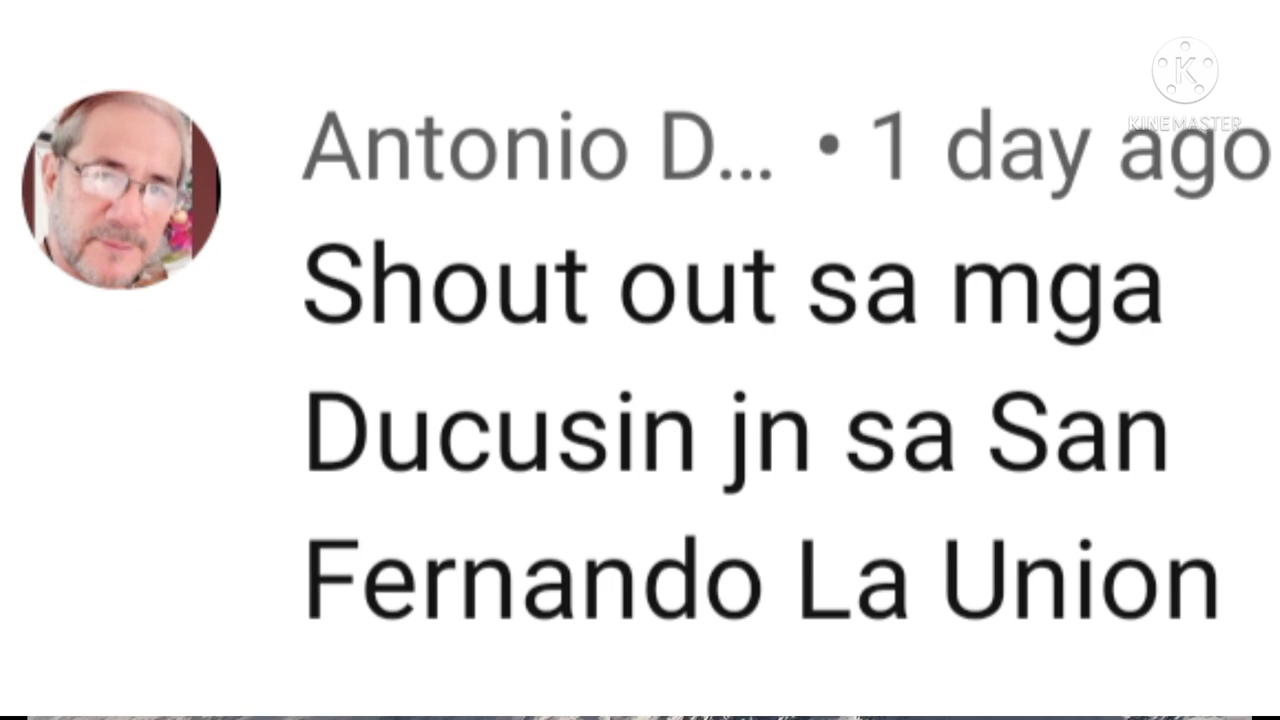 Antonio D... • 1 day ago
KINEMASTER
Shout out sa mga
Ducusin jn sa San
Fernando La Union